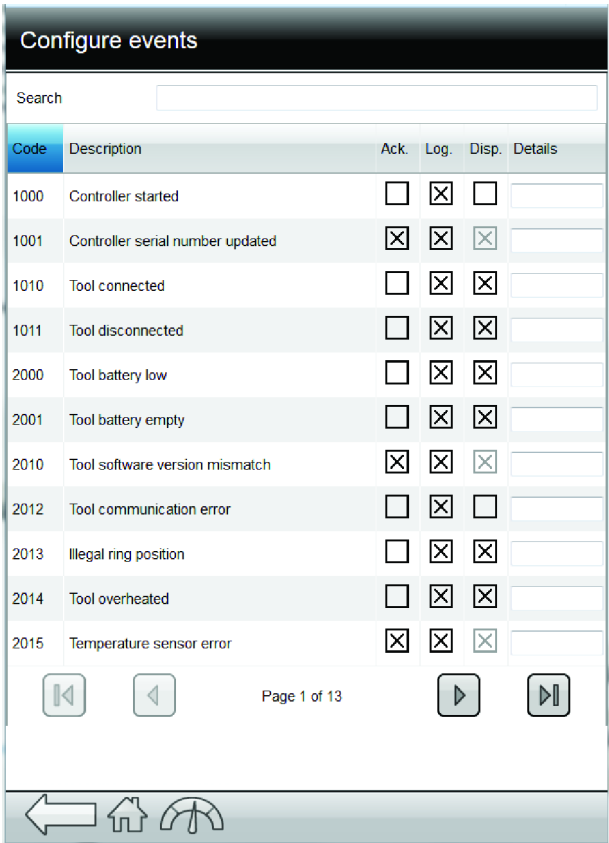 Configure events
Search
Code Description Ack. Log. Disp. Details
1000 Controller started
1001 Controller serial number updated
1010 Tool connected
1011 Tool disconnected
2000 Tool battery low
2001 Tool battery empty
2010 Tool software version mismatch
2012 Tool communication error
2013 Illegal ring position
2014 Tool overheated
2015 Temperature sensor error
Page 1 of 13